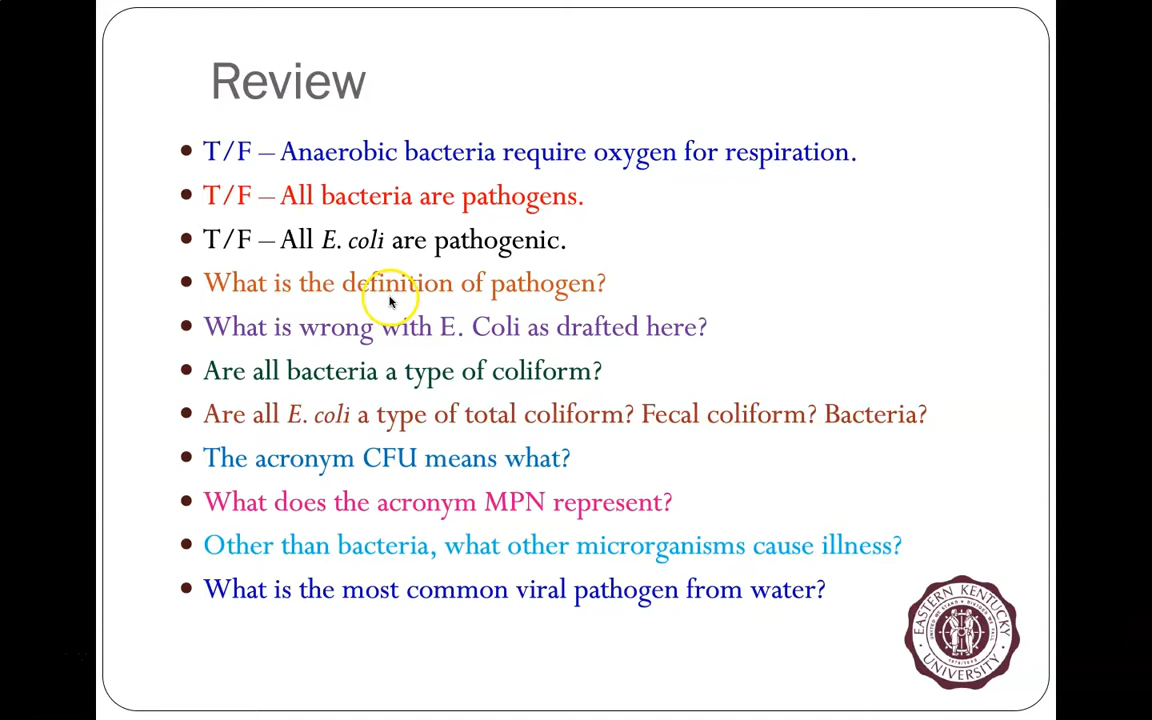 Review
• T/F – Anaerobic bacteria require oxygen for respiration.
• T/F – All bacteria are pathogens.
• T/F – All E. coli are pathogenic.
• What is the definition of pathogen?
• What is wrong with E. Coli as drafted here?
• Are all bacteria a type of coliform?
• Are all E. coli a type of total coliform? Fecal coliform? Bacteria?
• The acronym CFU means what?
• What does the acronym MPN represent?
• Other than bacteria, what other microrganisms cause illness?
• What is the most common viral pathogen from water?
EASTERN KENTUCKY
UNIVERSITY